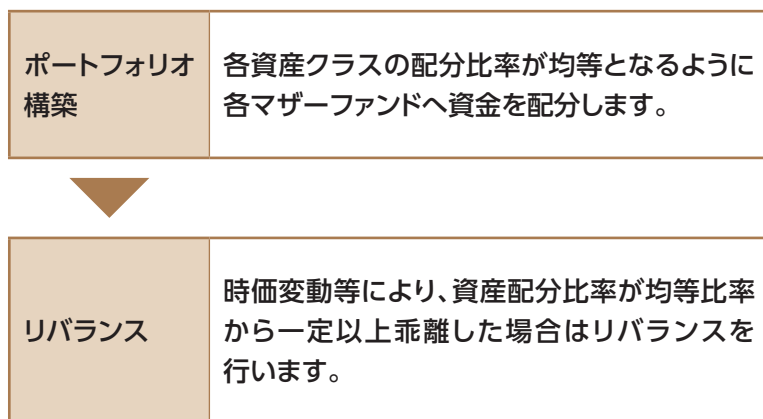 ポートフォリオ
構築
各資産クラスの配分比率が均等となるように
各マザーファンドへ資金を配分します。
リバランス
時価変動等により、資産配分比率が均等比率
から一定以上乖離した場合はリバランスを
行います。